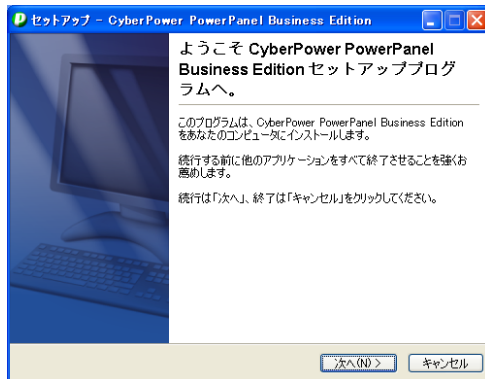 セットアップ - CyberPower PowerPanel Business Edition
ようこそ CyberPower PowerPanel
Business Edition セットアッププログ
ラムへ。
このプログラムは、CyberPower PowerPanel Business Edition
をあなたのコンピュータにインストールします。
続行する前に他のアプリケーションをすべて終了させることを強くお
薦めします。
続行は「次へ」、終了は「キャンセル」をクリックしてください。
次へ(N) >
キャンセル